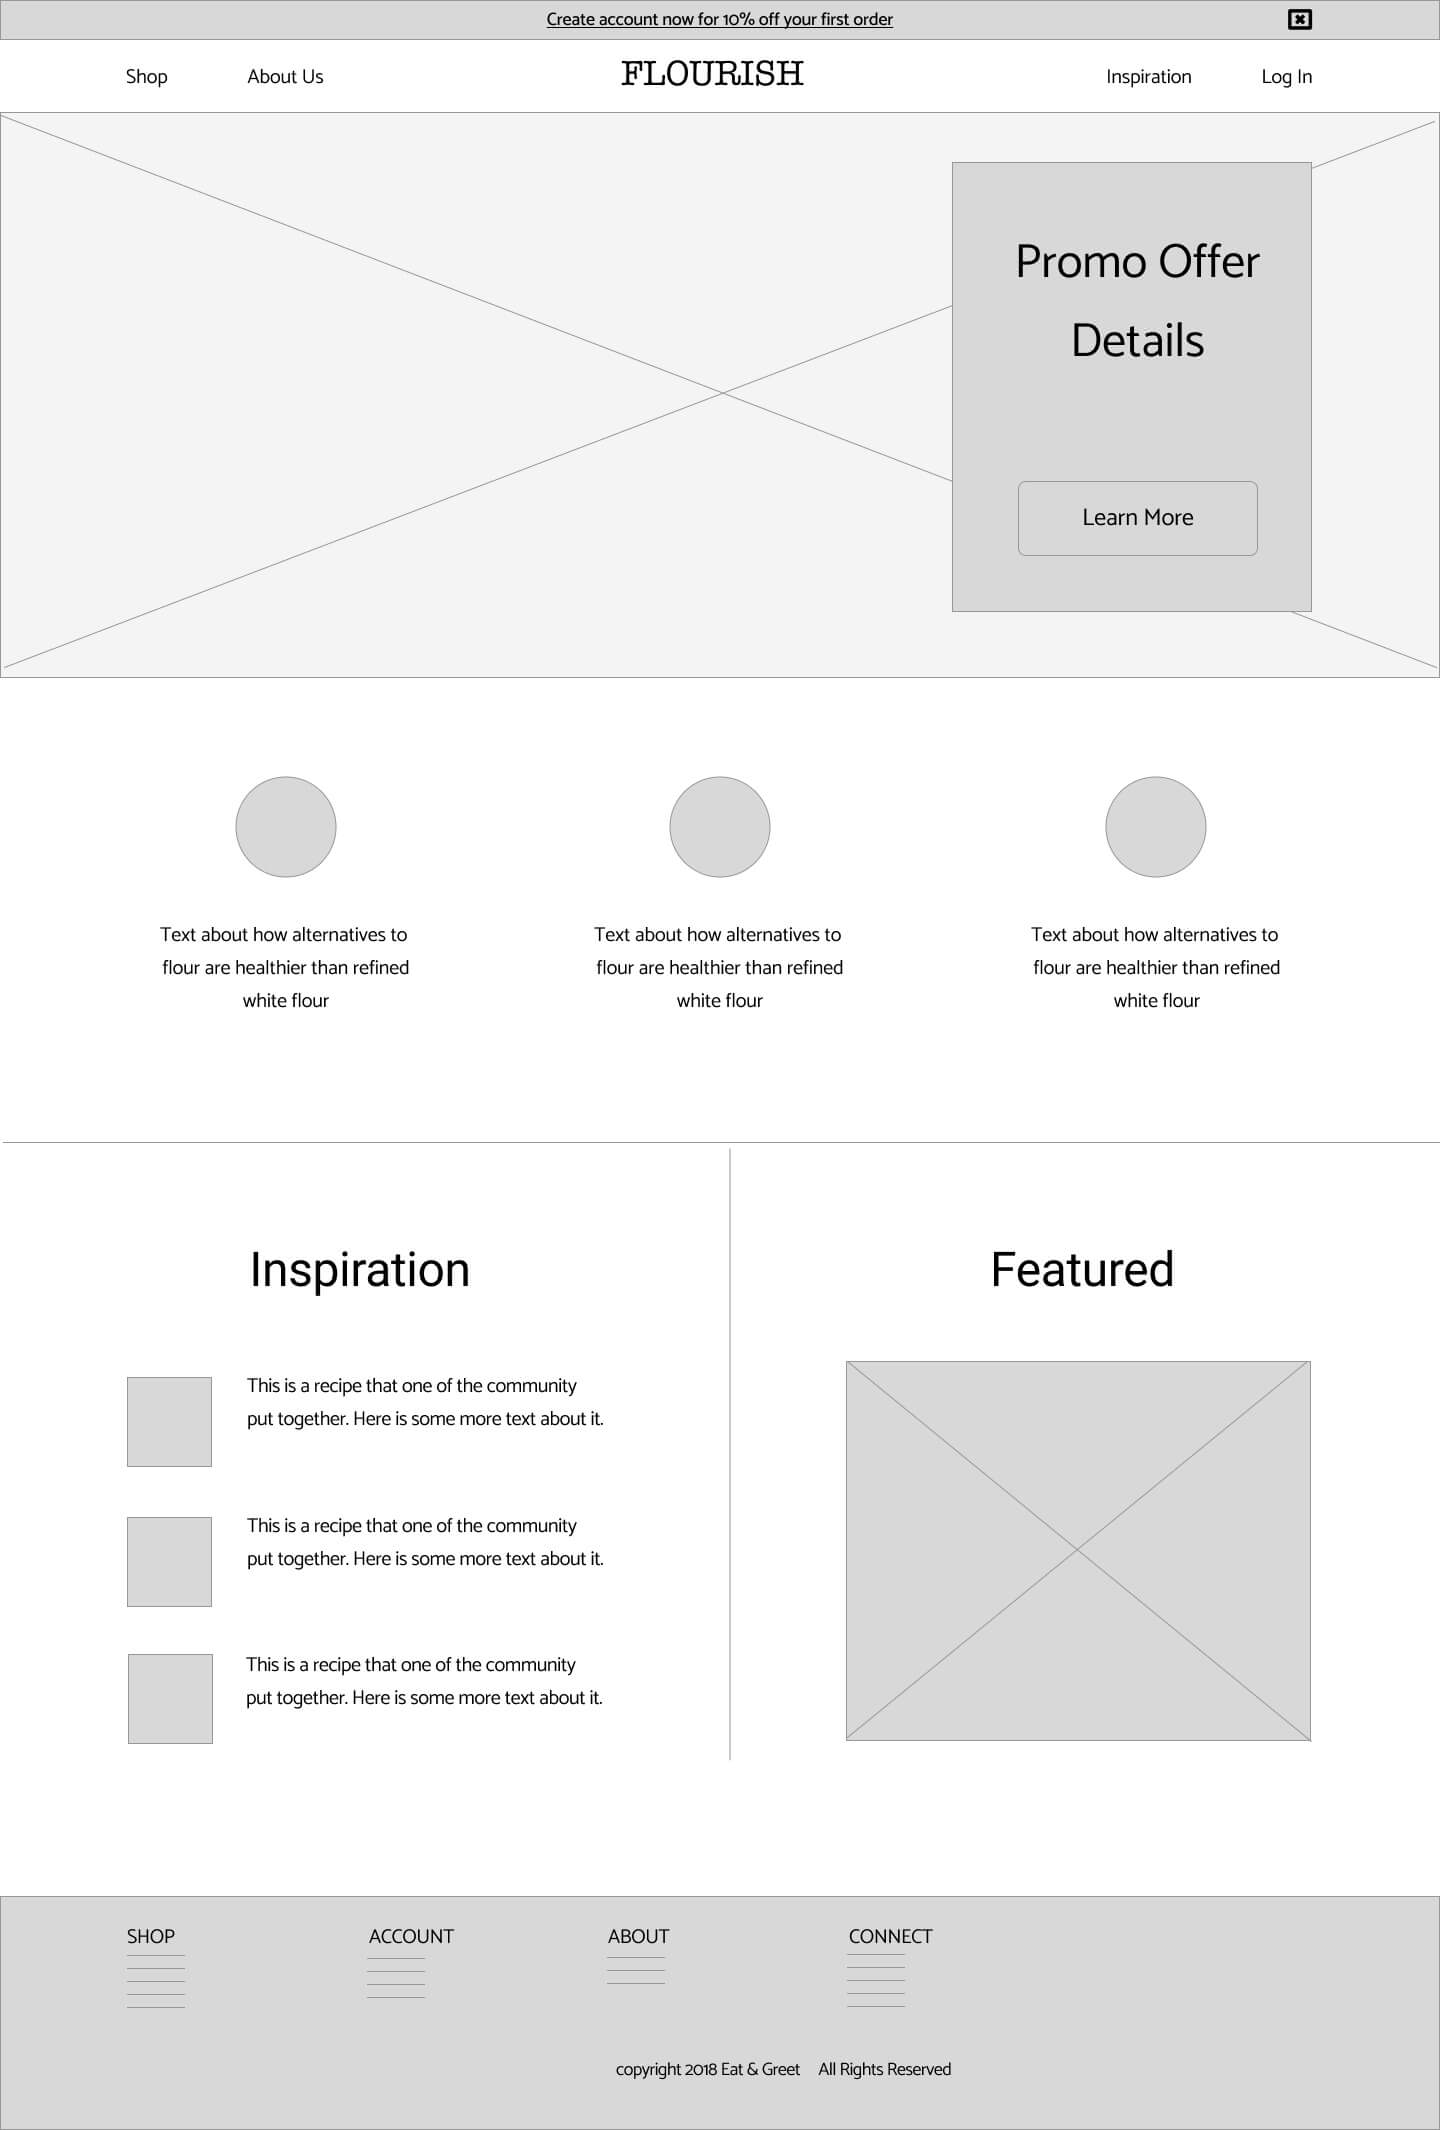 Create account now for 10% off your first order
Shop About Us FLOURISH Inspiration Log In
Promo Offer
Details
Learn More
Text about how alternatives to
flour are healthier than refined
white flour
Text about how alternatives to
flour are healthier than refined
white flour
Text about how alternatives to
flour are healthier than refined
white flour
Inspiration
This is a recipe that one of the community
put together. Here is some more text about it.
This is a recipe that one of the community
put together. Here is some more text about it.
This is a recipe that one of the community
put together. Here is some more text about it.
Featured
SHOP ACCOUNT ABOUT CONNECT
copyright 2018 Eat & Greet All Rights Reserved